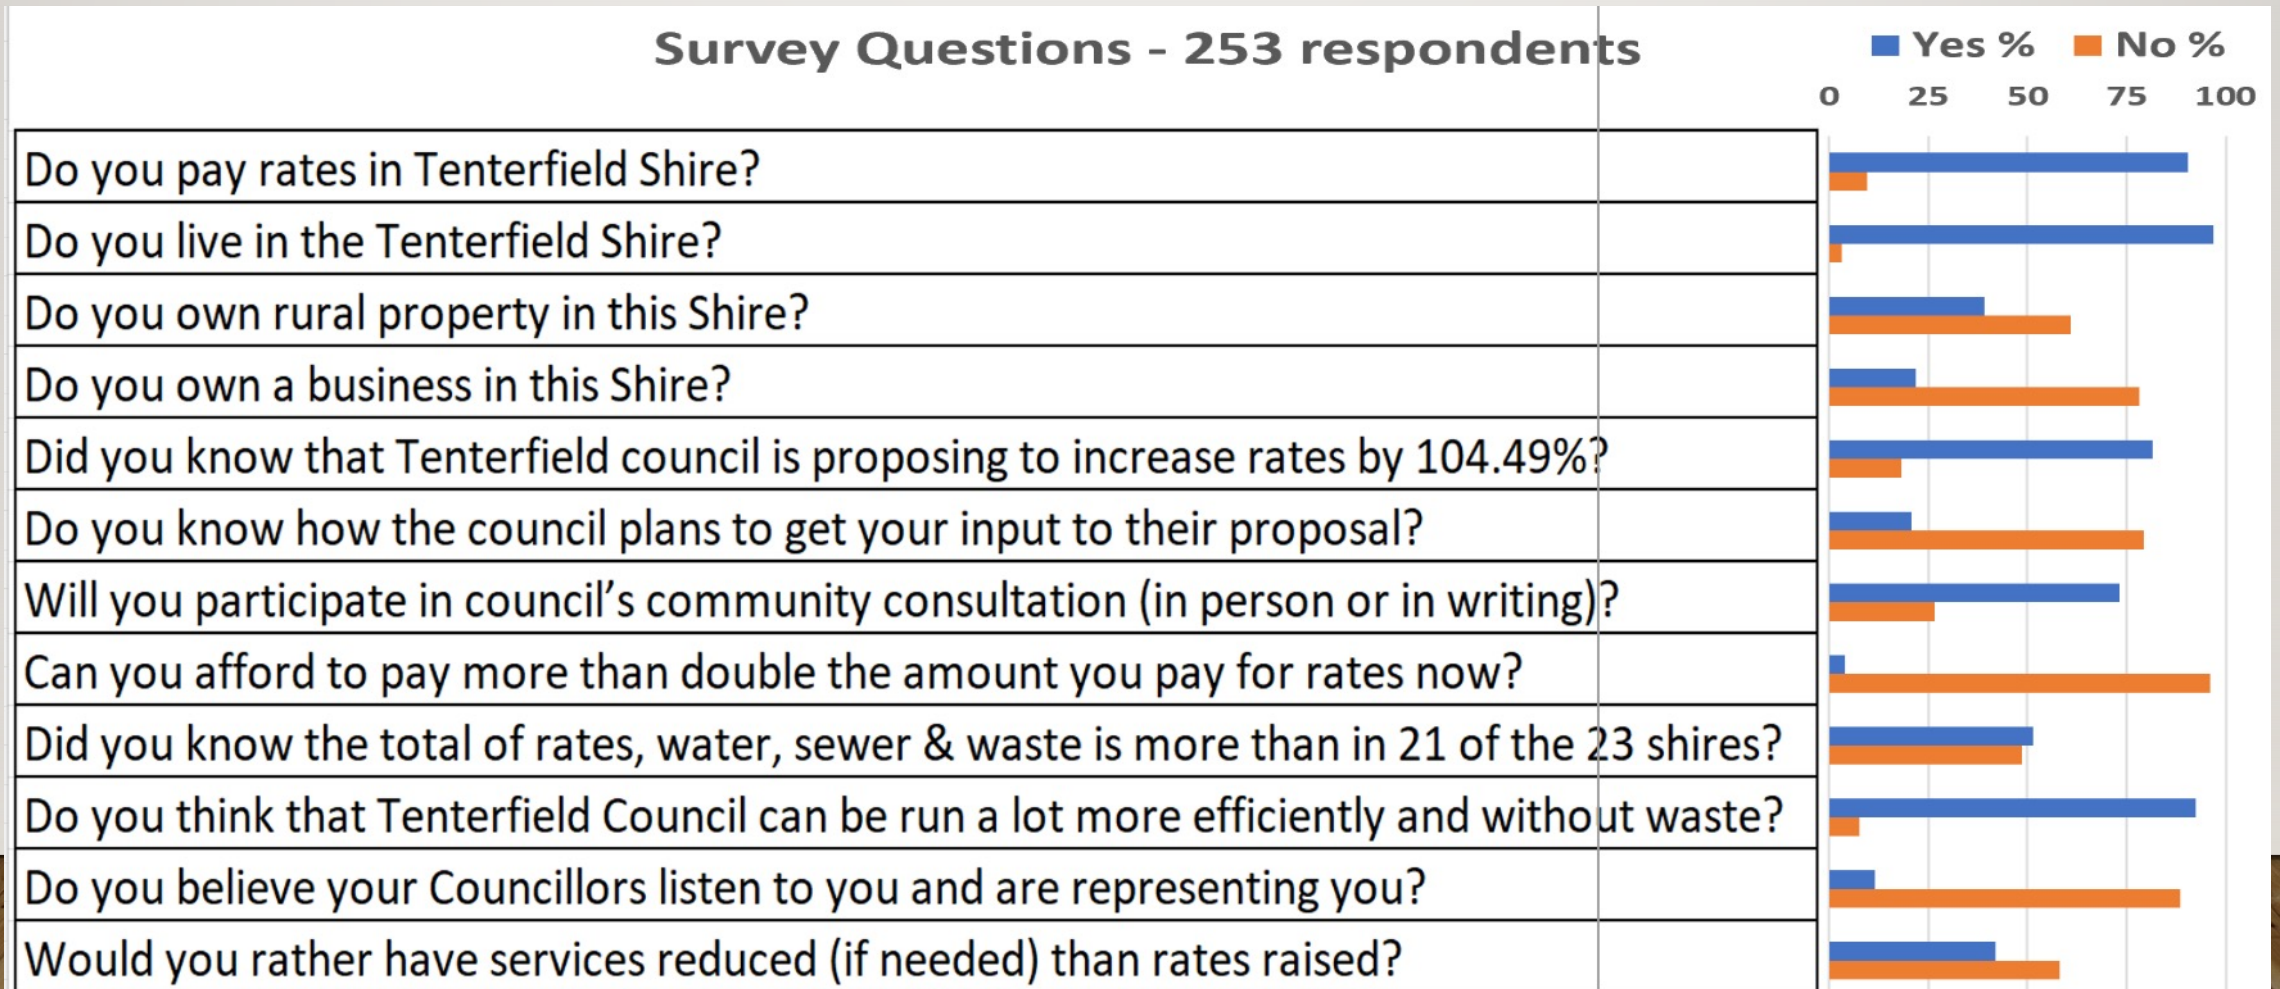 Survey Questions - 253 respondents
Yes % No %
0 25 50 75 100
Do you pay rates in Tenterfield Shire?
Do you live in the Tenterfield Shire?
Do you own rural property in this Shire?
Do you own a business in this Shire?
Did you know that Tenterfield council is proposing to increase rates by 104.49%?
Do you know how the council plans to get your input to their proposal?
Will you participate in council’s community consultation (in person or in writing)?
Can you afford to pay more than double the amount you pay for rates now?
Did you know the total of rates, water, sewer & waste is more than in 21 of the 23 shires?
Do you think that Tenterfield Council can be run a lot more efficiently and without waste?
Do you believe your Councillors listen to you and are representing you?
Would you rather have services reduced (if needed) than rates raised?